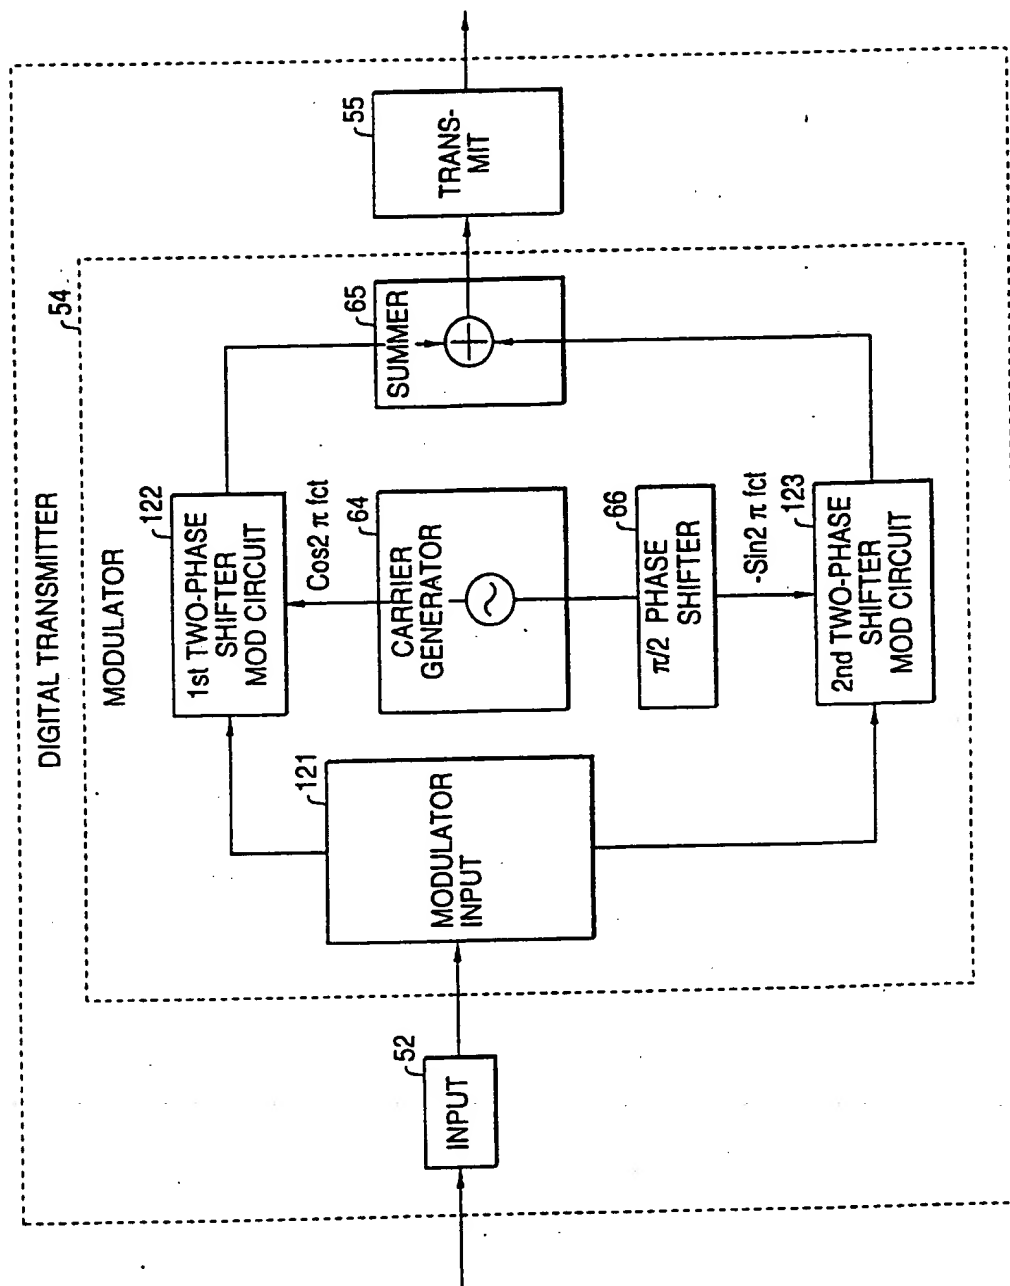 DIGITAL TRANSMITTER
54
MODULATOR
52
INPUT
121
MODULATOR
INPUT
122
1st TWO-PHASE
SHIFTER
MOD CIRCUIT
Cos2 π fct
64
CARRIER
GENERATOR
66
π/2 PHASE
SHIFTER
-Sin2 π fct
123
2nd TWO-PHASE
SHIFTER
MOD CIRCUIT
65
SUMMER
55
TRANS-
MIT